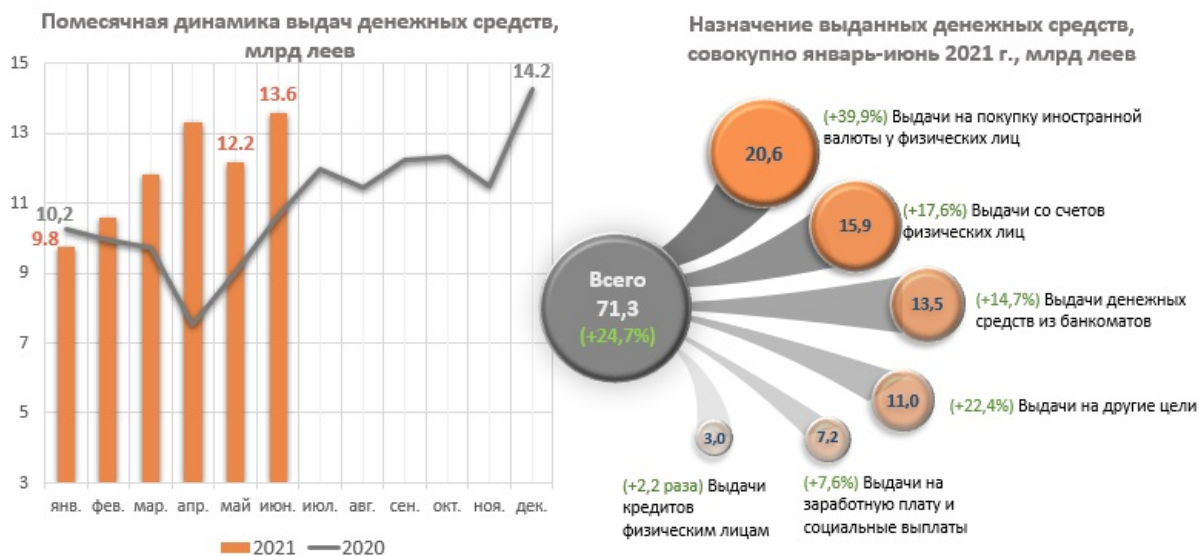 Помесячная динамика выдач денежных средств,
млрд леев
15
13
11
9
7
5
3
10,2
9.8
12.2
13.6
14.2
янв. фев. мар. апр. май июн. июл. авг. сен. окт. ноя. дек.
2021 2020
Назначение выданных денежных средств,
совокупно январь-июнь 2021 г., млрд леев
Всего
71,3
(+24,7%)
20,6
(+39,9%) Выдачи на покупку иностранной
валюты у физических лиц
15,9
(+17,6%) Выдачи со счетов
физических лиц
13,5
(+14,7%) Выдачи денежных
средств из банкоматов
11,0
(+22,4%) Выдачи на другие цели
7,2
(+7,6%) Выдачи на
заработную плату и
социальные выплаты
3,0
(+2,2 раза) Выдачи
кредитов
физическим лицам